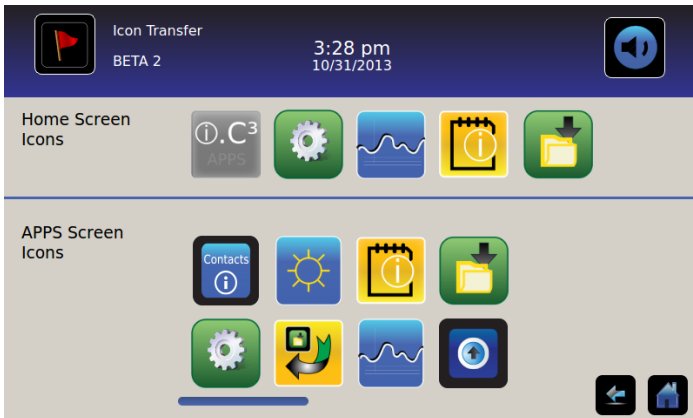 Icon Transfer
BETA 2
3:28 pm
10/31/2013
Home Screen
Icons
ⓘ.C³
APPS
i
APPS Screen
Icons
Contacts
i
i